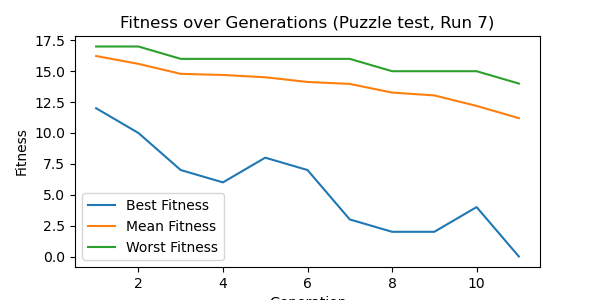 Fitness over Generations (Puzzle test, Run 7)
17.5
15.0
12.5
10.0
7.5
5.0
2.5
0.0
Fitness
Best Fitness
Mean Fitness
Worst Fitness
2 4 6 8 10
Generation